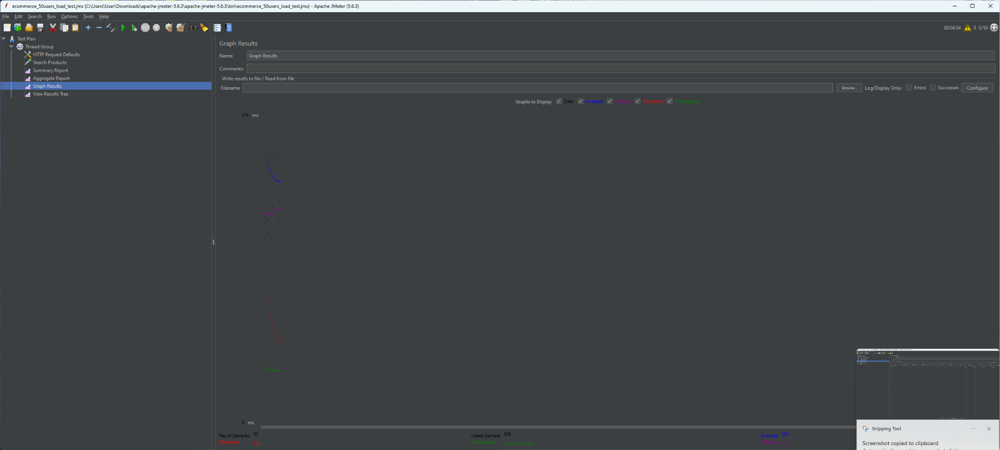 ecommerce_50users_load_test.jmx (C:\Users\User\Downloads\apache-jmeter-5.6.3\apache-jmeter-5.6.3\bin\ecommerce_50users_load_test.jmx) - Apache JMeter (5.6.3)
File Edit Search Run Options Tools Help
00:04:54 0 0/50
Test Plan
Thread Group
HTTP Request Defaults
Search Products
Summary Report
Aggregate Report
Graph Results
View Results Tree
Graph Results
Name: Graph Results
Comments:
Write results to file / Read from file
Filename Browse... Log/Display Only: Errors Successes Configure
Graphs to Display Data Average Median Deviation Throughput
514 ms
0 ms
No of Samples 50 Latest Sample 438 Average 396
Deviation 131 Throughput Median
Snipping Tool
Screenshot copied to clipboard